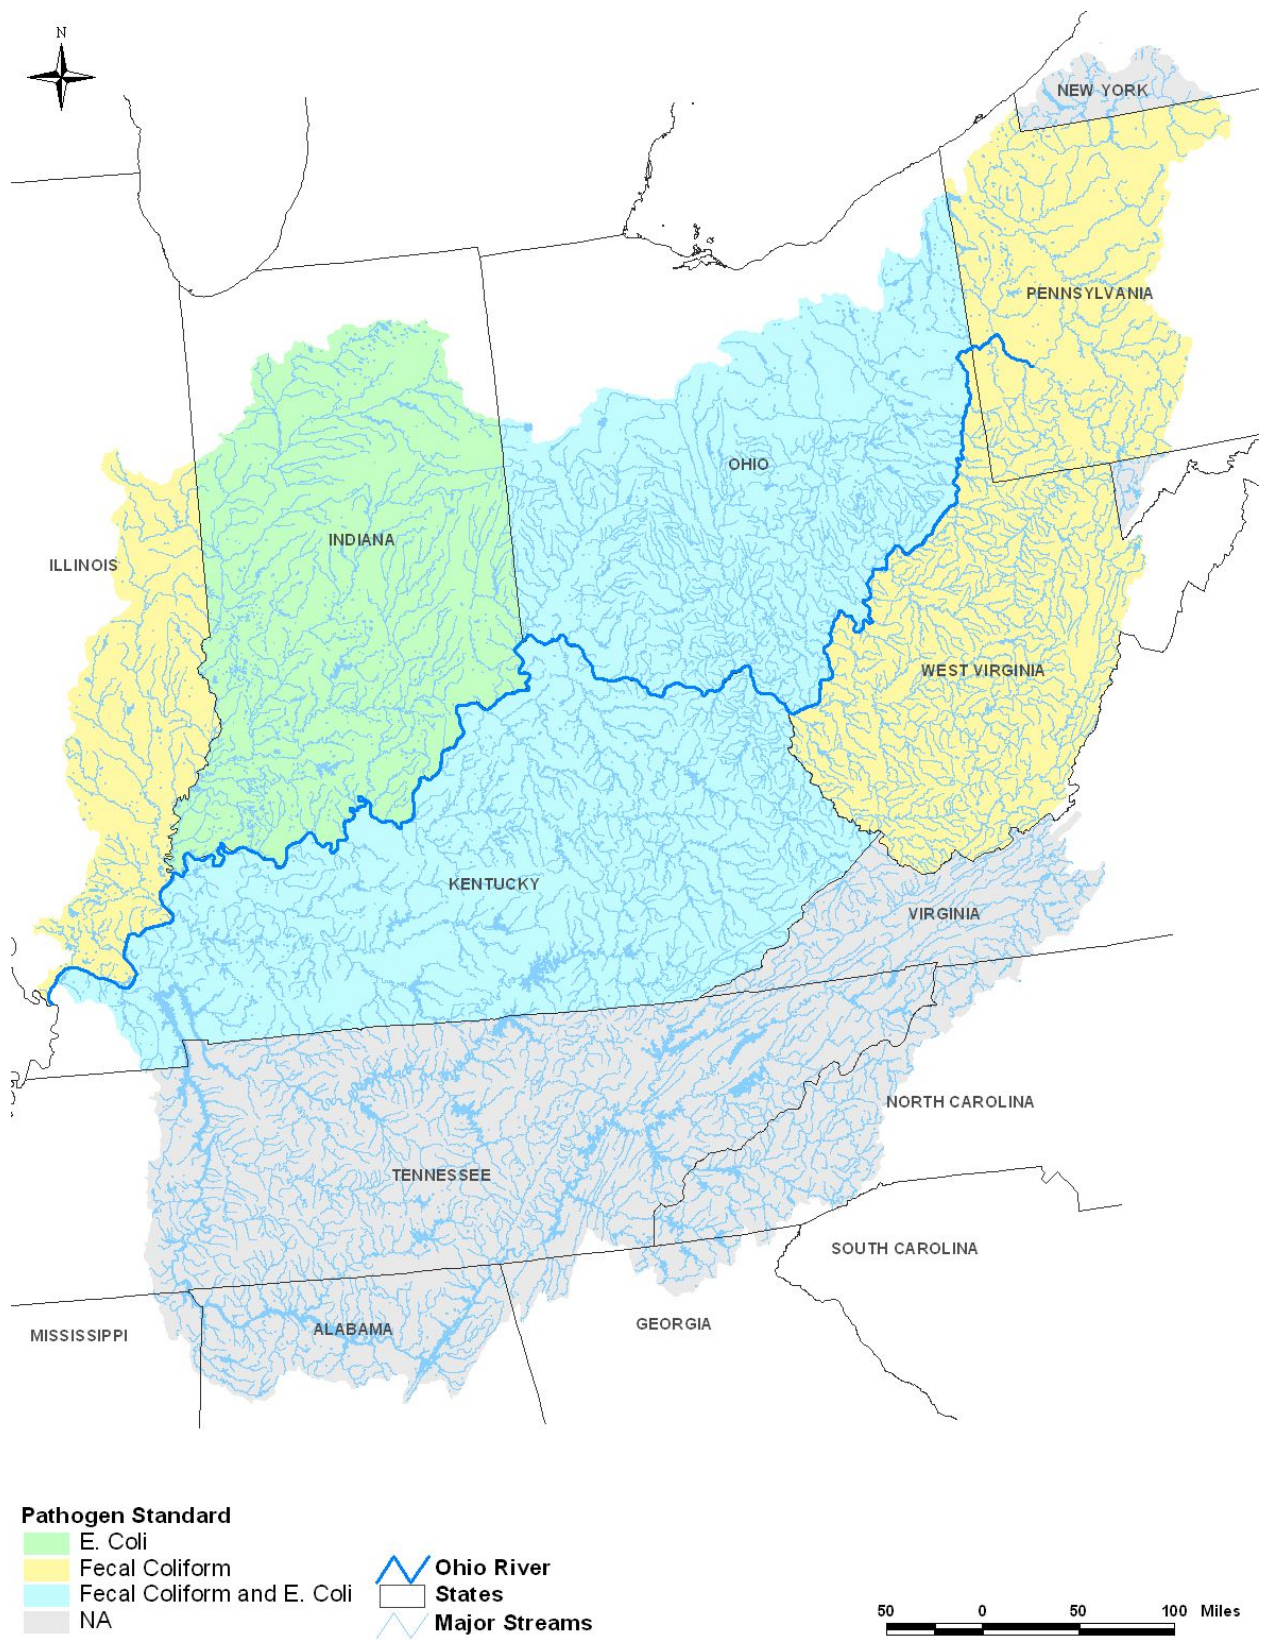 N
NEW YORK
PENNSYLVANIA
OHIO
INDIANA
ILLINOIS
WEST VIRGINIA
KENTUCKY
VIRGINIA
NORTH CAROLINA
TENNESSEE
SOUTH CAROLINA
GEORGIA
ALABAMA
MISSISSIPPI
Pathogen Standard
E. Coli
Fecal Coliform
Fecal Coliform and E. Coli
NA
Ohio River
States
Major Streams
50 0 50 100 Miles